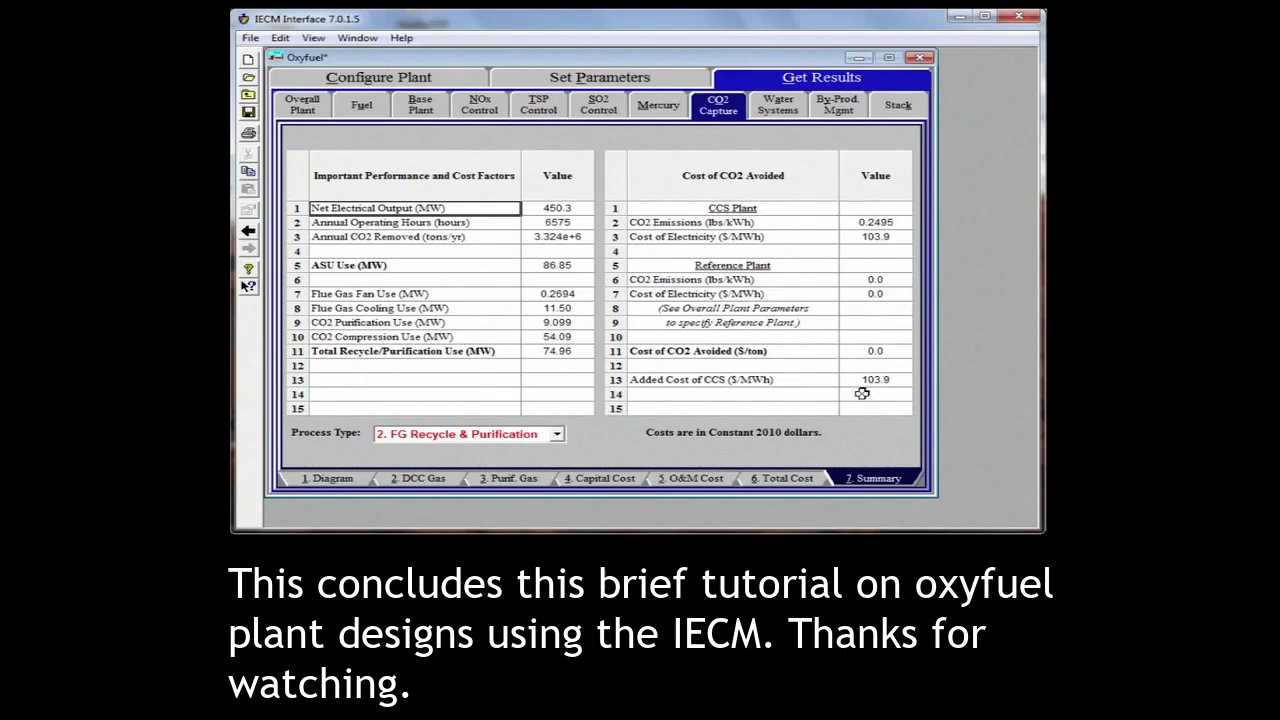 IECM Interface 7.0.1.5
File Edit View Window Help
Oxyfuel*
Configure Plant Set Parameters Get Results
Overall Plant Fuel Base Plant NOx Control TSP Control SO2 Control Mercury CO2 Capture Water Systems By-Prod. Mgmt Stack
Important Performance and Cost Factors Value
1 Net Electrical Output (MW) 450.3
2 Annual Operating Hours (hours) 6575
3 Annual CO2 Removed (tons/yr) 3.324e+6
4
5 ASU Use (MW) 86.85
6
7 Flue Gas Fan Use (MW) 0.2694
8 Flue Gas Cooling Use (MW) 11.50
9 CO2 Purification Use (MW) 9.099
10 CO2 Compression Use (MW) 54.09
11 Total Recycle/Purification Use (MW) 74.96
12
13
14
15
Cost of CO2 Avoided Value
1 CCS Plant
2 CO2 Emissions (lbs/kWh) 0.2495
3 Cost of Electricity ($/MWh) 103.9
4
5 Reference Plant
6 CO2 Emissions (lbs/kWh) 0.0
7 Cost of Electricity ($/MWh) 0.0
8 (See Overall Plant Parameters
9 to specify Reference Plant.)
10
11 Cost of CO2 Avoided ($/ton) 0.0
12
13 Added Cost of CCS ($/MWh) 103.9
14
15
Process Type: 2. FG Recycle & Purification
Costs are in Constant 2010 dollars.
1. Diagram 2. DCC Gas 3. Purif. Gas 4. Capital Cost 5. O&M Cost 6. Total Cost 7. Summary
This concludes this brief tutorial on oxyfuel
plant designs using the IECM. Thanks for
watching.